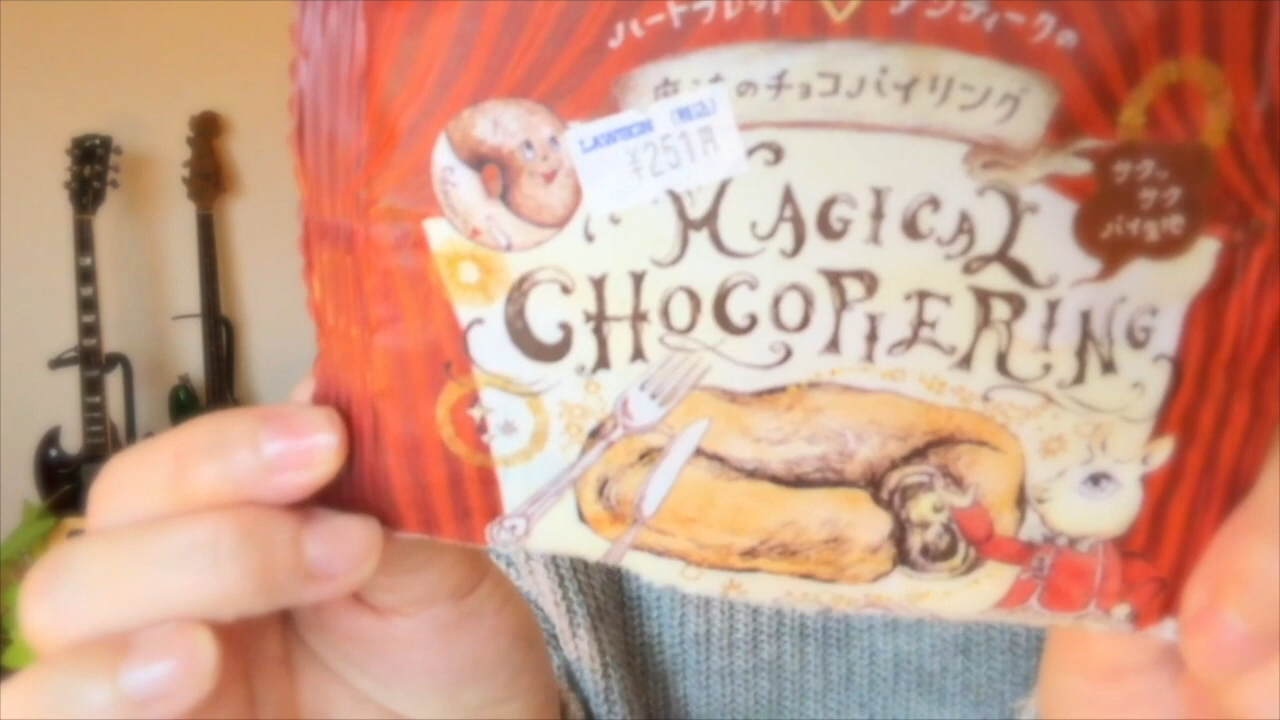 ハートブレッド アンティークの
のチョコパイリング
LAWSON (税込)
¥251円
MAGICAL
CHOCOPIERING
サクッ
サク
パイ生地